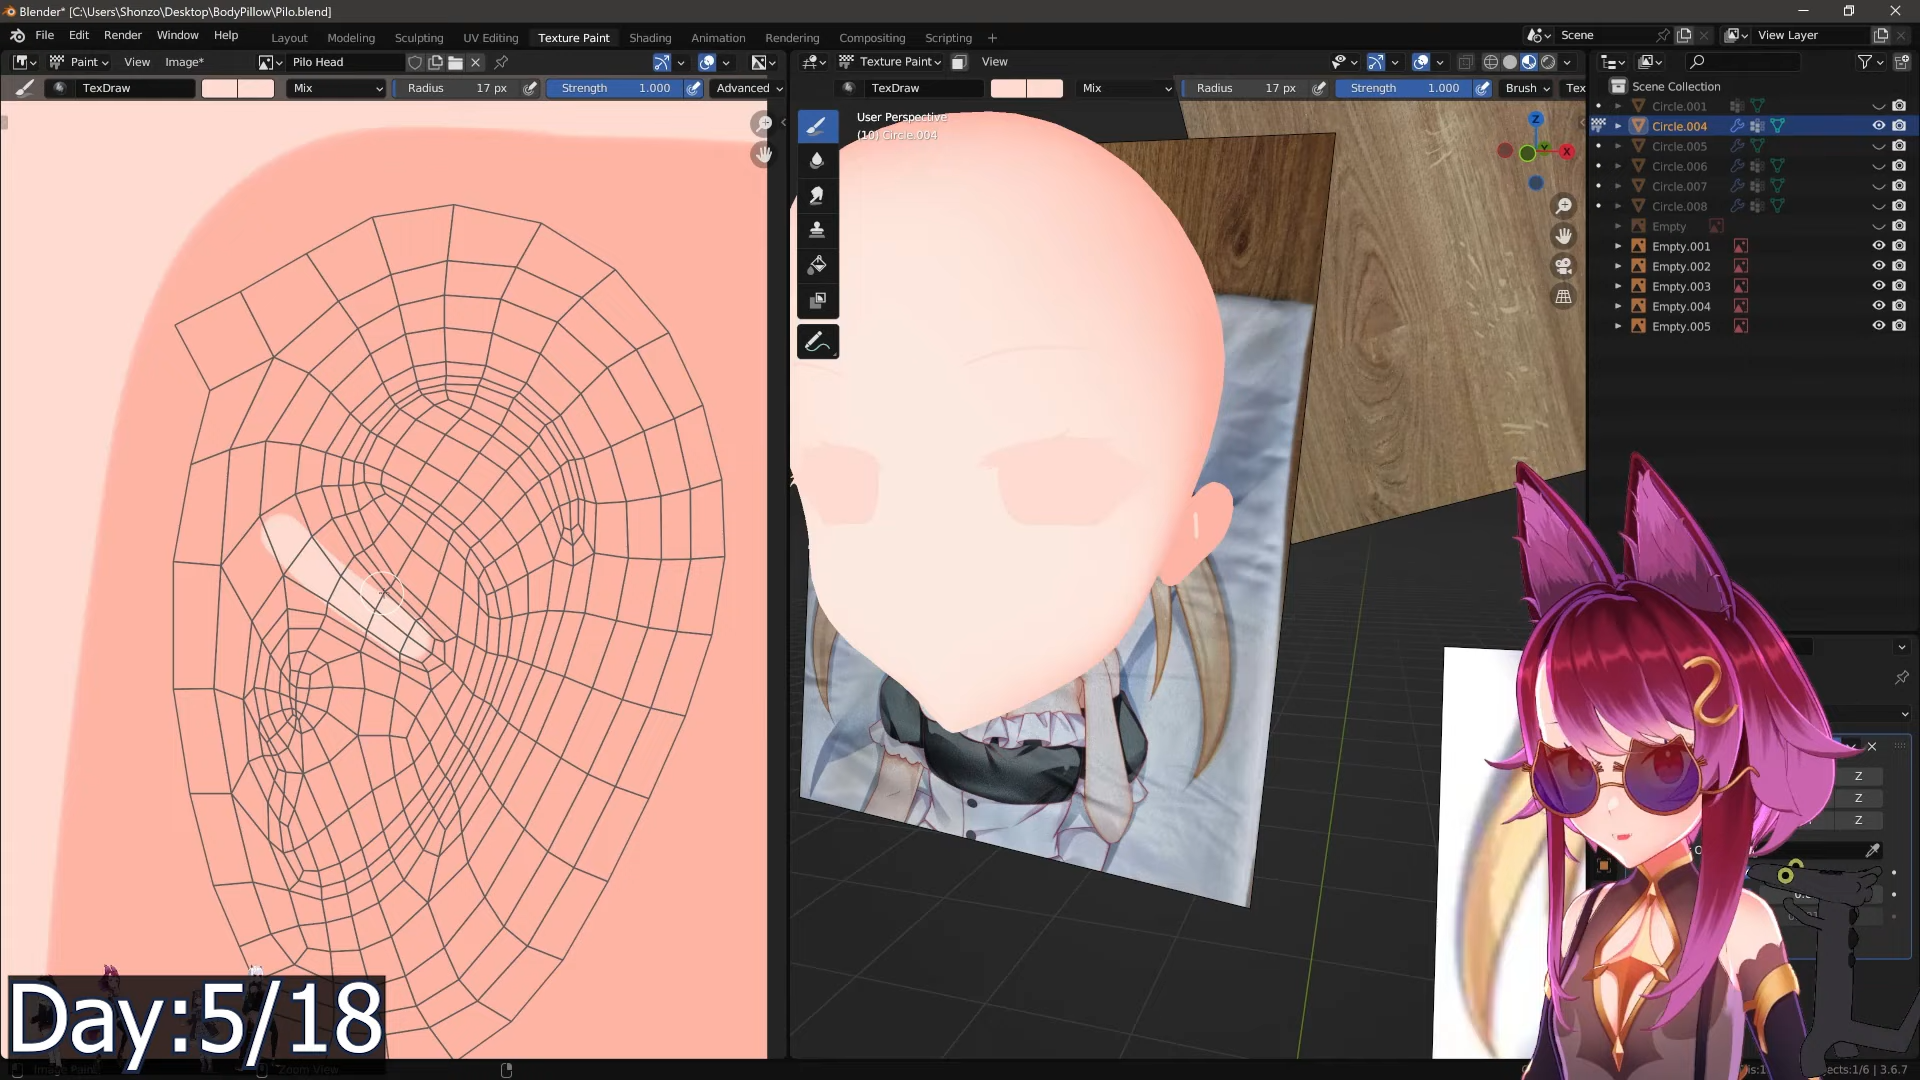 Blender* [C:\Users\Shonzo\Desktop\BodyPillow\Pilo.blend]
File Edit Render Window Help
Layout Modeling Sculpting UV Editing Texture Paint Shading Animation Rendering Compositing Scripting
Scene View Layer
Paint View Image* Pilo Head
Texture Paint View
TexDraw Mix Radius 17 px Strength 1.000 Advanced
TexDraw Mix Radius 17 px Strength 1.000 Brush Tex
User Perspective
(10) Circle.004
Z
X
Scene Collection
Circle.001
Circle.004
Circle.005
Circle.006
Circle.007
Circle.008
Empty
Empty.001
Empty.002
Empty.003
Empty.004
Empty.005
Z
Z
Z
Day:5/18
Zoom View
3.6.7